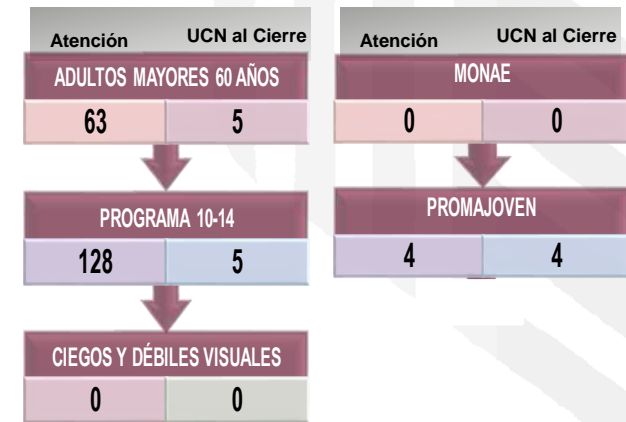 Atención UCN al Cierre
ADULTOS MAYORES 60 AÑOS
63 5
PROGRAMA 10-14
128 5
CIEGOS Y DÉBILES VISUALES
0 0
Atención UCN al Cierre
MONAE
0 0
PROMAJOVEN
4 4